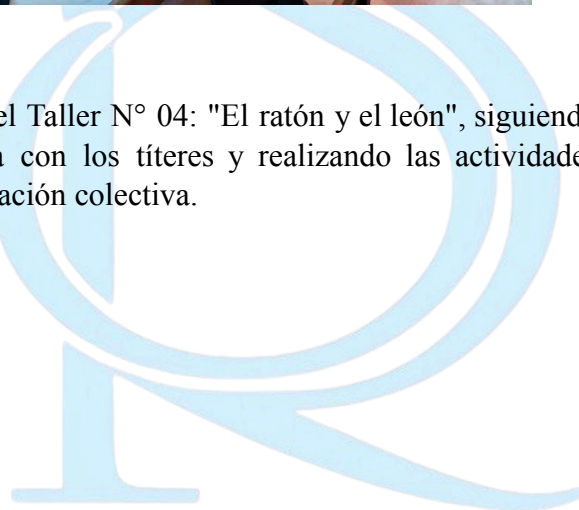 el Taller N° 04: "El ratón y el león", siguiend
con los títeres y realizando las actividade
ación colectiva.